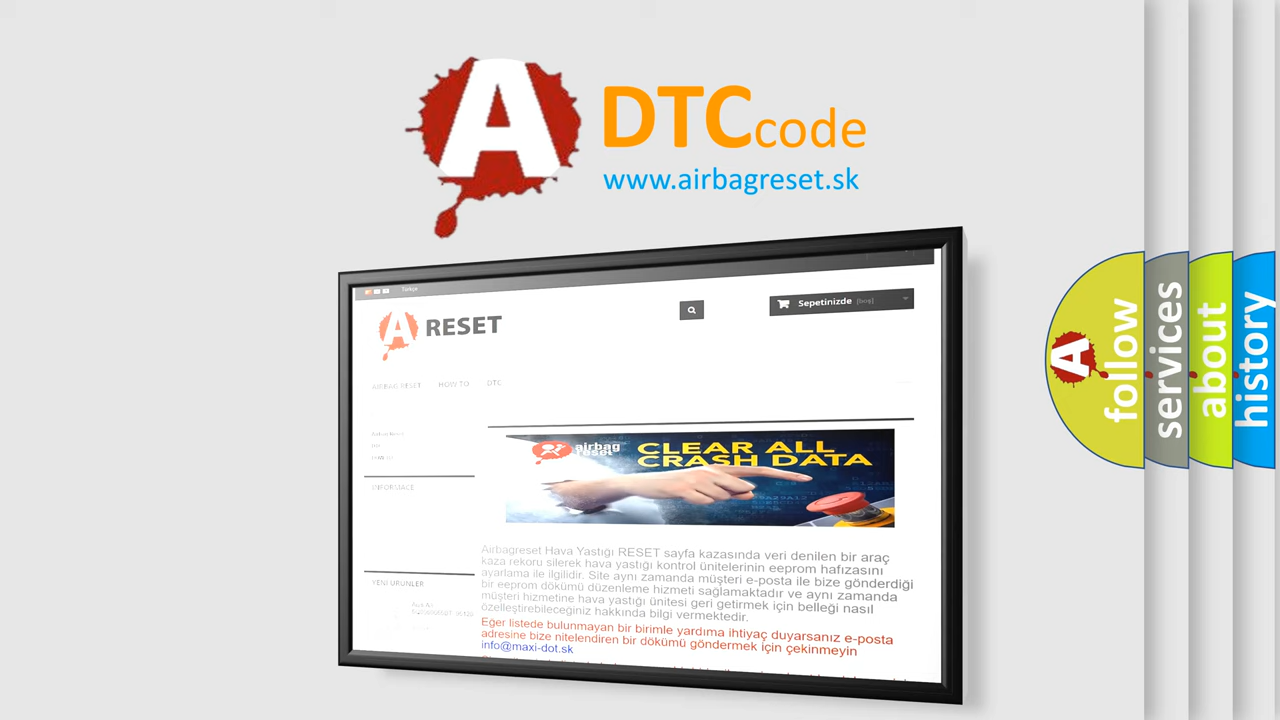 A
DTC code
www.airbagreset.sk
Türkçe
A RESET
Sepetinizde [boş]
AIRBAG RESET HOW TO DTC
airbag
reset
CLEAR ALL
CRASH DATA
INFORMACE
Airbagreset Hava Yastığı RESET sayfa kazasında veri denilen bir araç
kaza rekoru silerek hava yastığı kontrol ünitelerinin eeprom hafızasını
ayarlama ile ilgilidir. Site aynı zamanda müşteri e-posta ile bize gönderdiği
bir eeprom dökümü düzenleme hizmeti sağlamaktadır ve aynı zamanda
müşteri hizmetine hava yastığı ünitesi geri getirmek için belleği nasıl
özelleştirebileceğiniz hakkında bilgi vermektedir.
Eğer listede bulunmayan bir birimle yardıma ihtiyaç duyarsanız e-posta
adresine bize nitelendiren bir dökümü göndermek için çekinmeyin
info@maxi-dot.sk
YENI ÜRÜNLER
A
follow
services
about
history